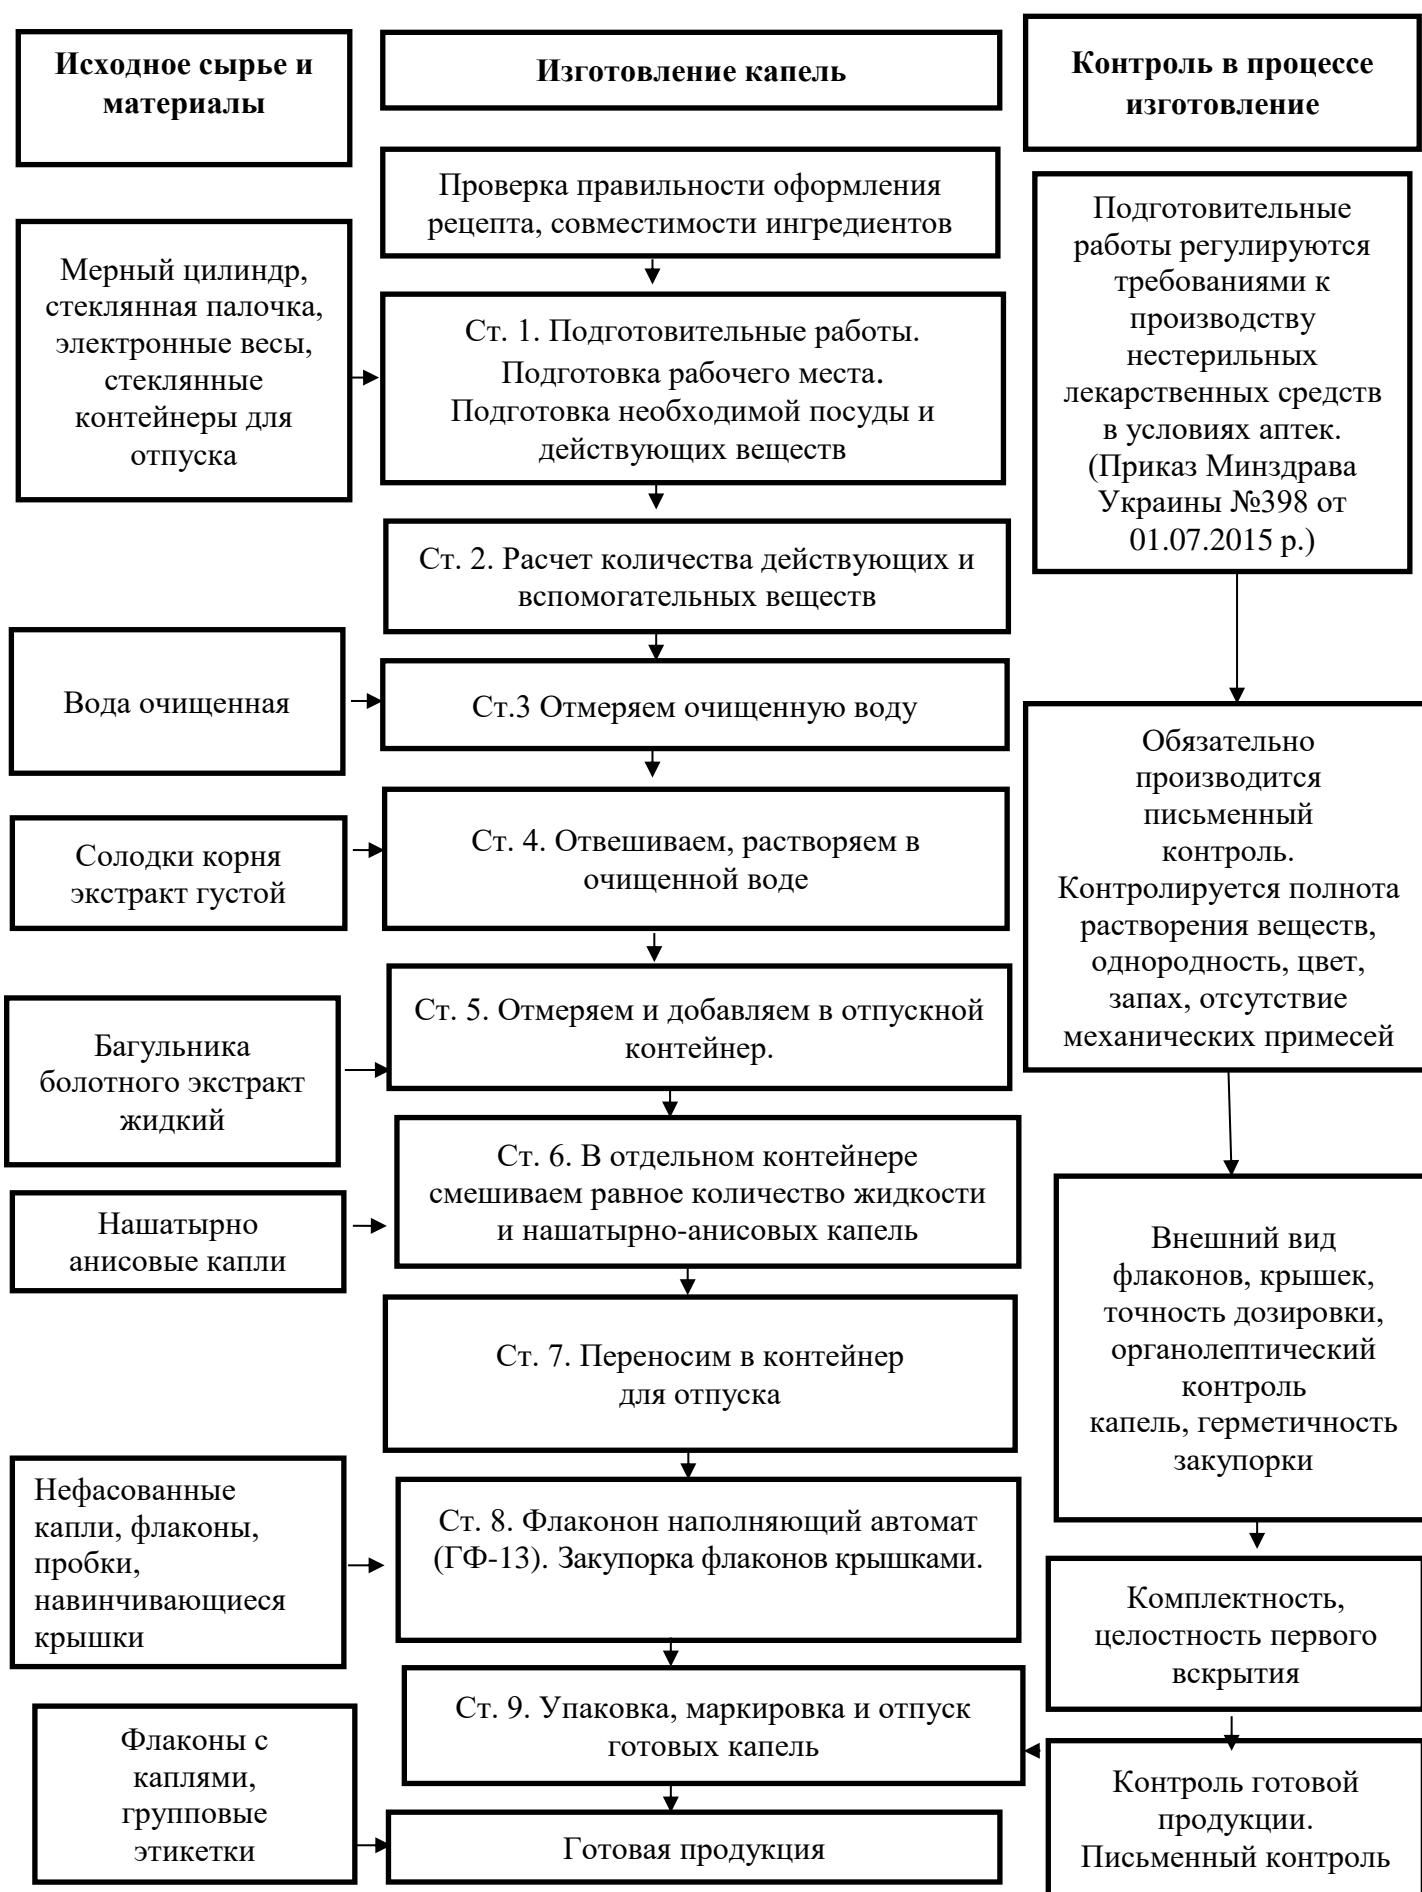 Исходное сырье и
материалы
Изготовление капель
Контроль в процессе
изготовление
Проверка правильности оформления
рецепта, совместимости ингредиентов
Мерный цилиндр,
стеклянная палочка,
электронные весы,
стеклянные
контейнеры для
отпуска
Ст. 1. Подготовительные работы.
Подготовка рабочего места.
Подготовка необходимой посуды и
действующих веществ
Подготовительные
работы регулируются
требованиями к
производству
нестерильных
лекарственных средств
в условиях аптек.
(Приказ Минздрава
Украины №398 от
01.07.2015 р.)
Ст. 2. Расчет количества действующих и
вспомогательных веществ
Вода очищенная
Ст.3 Отмеряем очищенную воду
Солодки корня
экстракт густой
Ст. 4. Отвешиваем, растворяем в
очищенной воде
Обязательно
производится
письменный
контроль.
Контролируется полнота
растворения веществ,
однородность, цвет,
запах, отсутствие
механических примесей
Багульника
болотного экстракт
жидкий
Ст. 5. Отмеряем и добавляем в отпускной
контейнер.
Нашатырно
анисовые капли
Ст. 6. В отдельном контейнере
смешиваем равное количество жидкости
и нашатырно-анисовых капель
Ст. 7. Переносим в контейнер
для отпуска
Внешний вид
флаконов, крышек,
точность дозировки,
органолептический
контроль
капель, герметичность
закупорки
Нефасованные
капли, флаконы,
пробки,
навинчивающиеся
крышки
Ст. 8. Флаконон наполняющий автомат
(ГФ-13). Закупорка флаконов крышками.
Комплектность,
целостность первого
вскрытия
Ст. 9. Упаковка, маркировка и отпуск
готовых капель
Флаконы с
каплями,
групповые
этикетки
Готовая продукция
Контроль готовой
продукции.
Письменный контроль